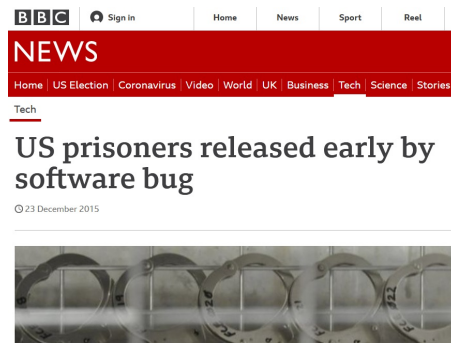 BBC Sign in Home News Sport Reel
NEWS
Home US Election Coronavirus Video World UK Business Tech Science Stories
Tech
US prisoners released early by
software bug
23 December 2015